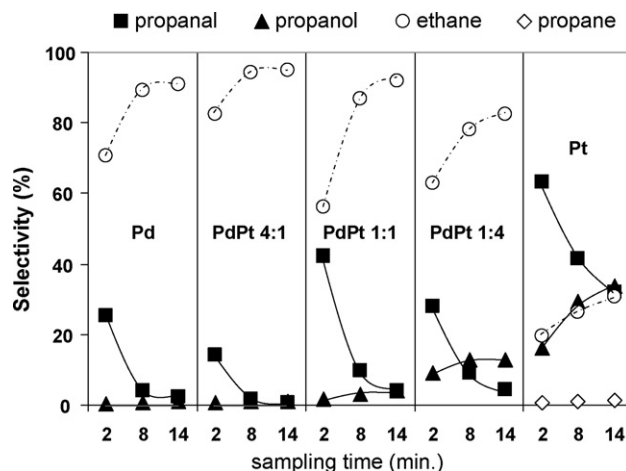 ■ propanal ▲ propanol ○ ethane ◇ propane
Selectivity (%)
100
80
60
40
20
0
Pd
PdPt 4:1
PdPt 1:1
PdPt 1:4
Pt
2 8 14 2 8 14 2 8 14 2 8 14 2 8 14
sampling time (min.)